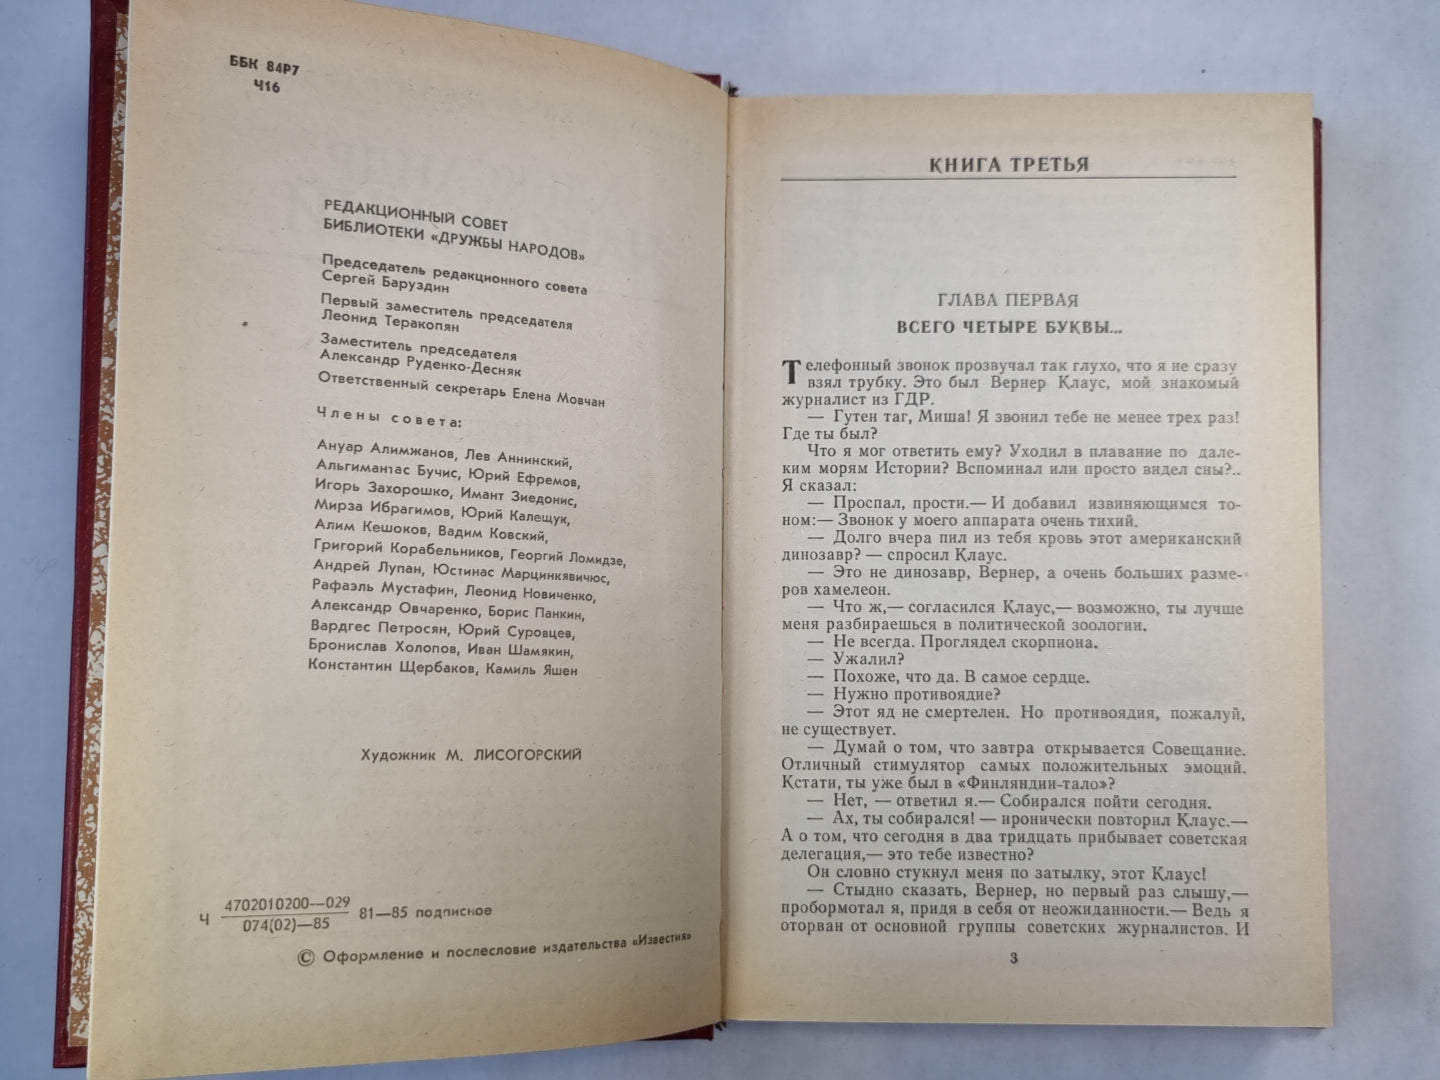 ББК 84Р7
Ч16
РЕДАКЦИОННЫЙ СОВЕТ
БИБЛИОТЕКИ «ДРУЖБЫ НАРОДОВ»
Председатель редакционного совета
Сергей Баруздин
Первый заместитель председателя
Леонид Теракопян
Заместитель председателя
Александр Руденко-Десняк
Ответственный секретарь Елена Мовчан
Члены совета:
Ануар Алимжанов, Лев Аннинский,
Альгимантас Бучис, Юрий Ефремов,
Игорь Захорошко, Имант Зиедонис,
Мирза Ибрагимов, Юрий Калещук,
Алим Кешоков, Вадим Ковский,
Григорий Корабельников, Георгий Ломидзе,
Андрей Лупан, Юстинас Марцинкявичюс,
Рафаэль Мустафин, Леонид Новиченко,
Александр Овчаренко, Борис Панкин,
Вардгес Петросян, Юрий Суровцев,
Бронислав Холопов, Иван Шамякин,
Константин Щербаков, Камиль Яшен
Художник М. ЛИСОГОРСКИЙ
Ч 4702010200—029
074(02)—85 81—85 подписное
© Оформление и послесловие издательства «Известия»
КНИГА ТРЕТЬЯ
ГЛАВА ПЕРВАЯ
ВСЕГО ЧЕТЫРЕ БУКВЫ...
Телефонный звонок прозвучал так глухо, что я не сразу
взял трубку. Это был Вернер Клаус, мой знакомый
журналист из ГДР.
— Гутен таг, Миша! Я звонил тебе не менее трех раз!
Где ты был?
Что я мог ответить ему? Уходил в плавание по дале-
ким морям Истории? Вспоминал или просто видел сны?..
Я сказал:
— Проспал, прости.— И добавил извиняющимся то-
ном:— Звонок у моего аппарата очень тихий.
— Долго вчера пил из тебя кровь этот американский
динозавр? — спросил Клаус.
— Это не динозавр, Вернер, а очень больших разме-
ров хамелеон.
— Что ж,— согласился Клаус,— возможно, ты лучше
меня разбираешься в политической зоологии.
— Не всегда. Проглядел скорпиона.
— Ужалил?
— Похоже, что да. В самое сердце.
— Нужно противоядие?
— Этот яд не смертелен. Но противоядия, пожалуй,
не существует.
— Думай о том, что завтра открывается Совещание.
Отличный стимулятор самых положительных эмоций.
Кстати, ты уже был в «Финляндии-тало»?
— Нет, — ответил я.— Собирался пойти сегодня.
— Ах, ты собирался! — иронически повторил Клаус.—
А о том, что сегодня в два тридцать прибывает советская
делегация,— это тебе известно?
Он словно стукнул меня по затылку, этот Клаус!
— Стыдно сказать, Вернер, но первый раз слышу,—
пробормотал я, придя в себя от неожиданности.— Ведь я
оторван от основной группы советских журналистов. И
3